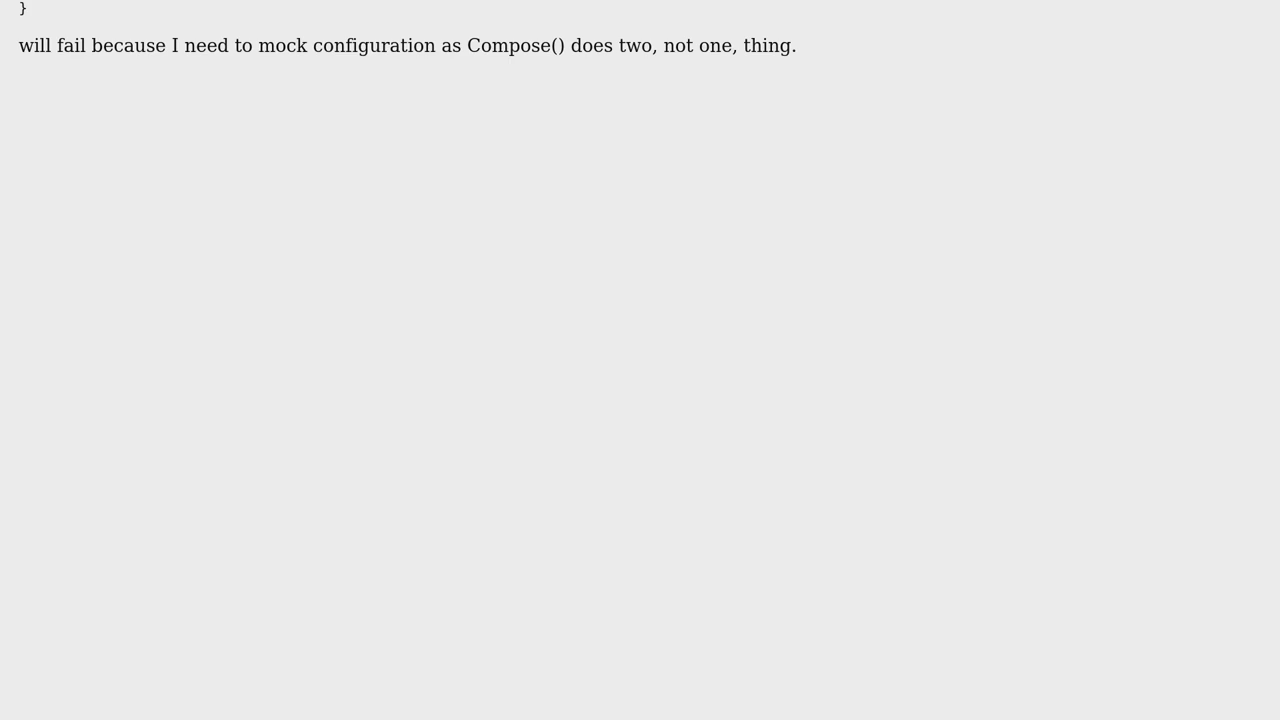 }
will fail because I need to mock configuration as Compose() does two, not one, thing.